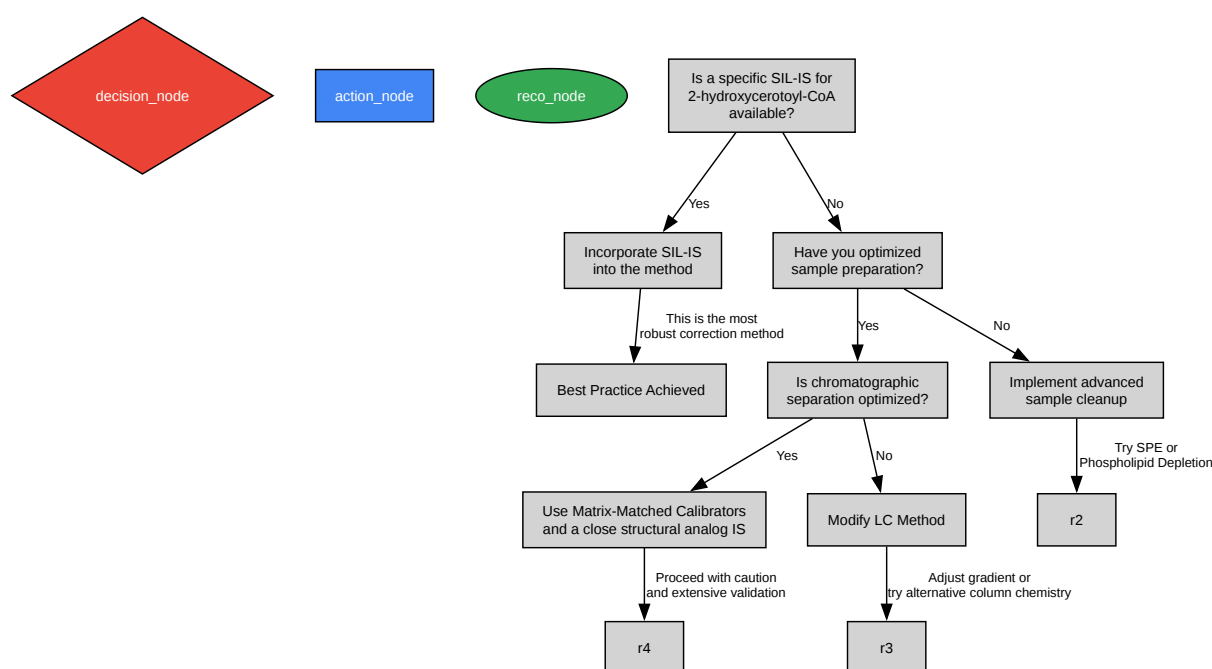 decision_node
action_node
reco_node
Is a specific SIL-IS for
2-hydroxycerotoyl-CoA
available?
Yes
No
Incorporate SIL-IS
into the method
Have you optimized
sample preparation?
This is the most
robust correction method
Yes
No
Best Practice Achieved
Is chromatographic
separation optimized?
Implement advanced
sample cleanup
Yes
No
Try SPE or
Phospholipid Depletion
Use Matrix-Matched Calibrators
and a close structural analog IS
Modify LC Method
r2
Proceed with caution
and extensive validation
Adjust gradient or
try alternative column chemistry
r4
r3